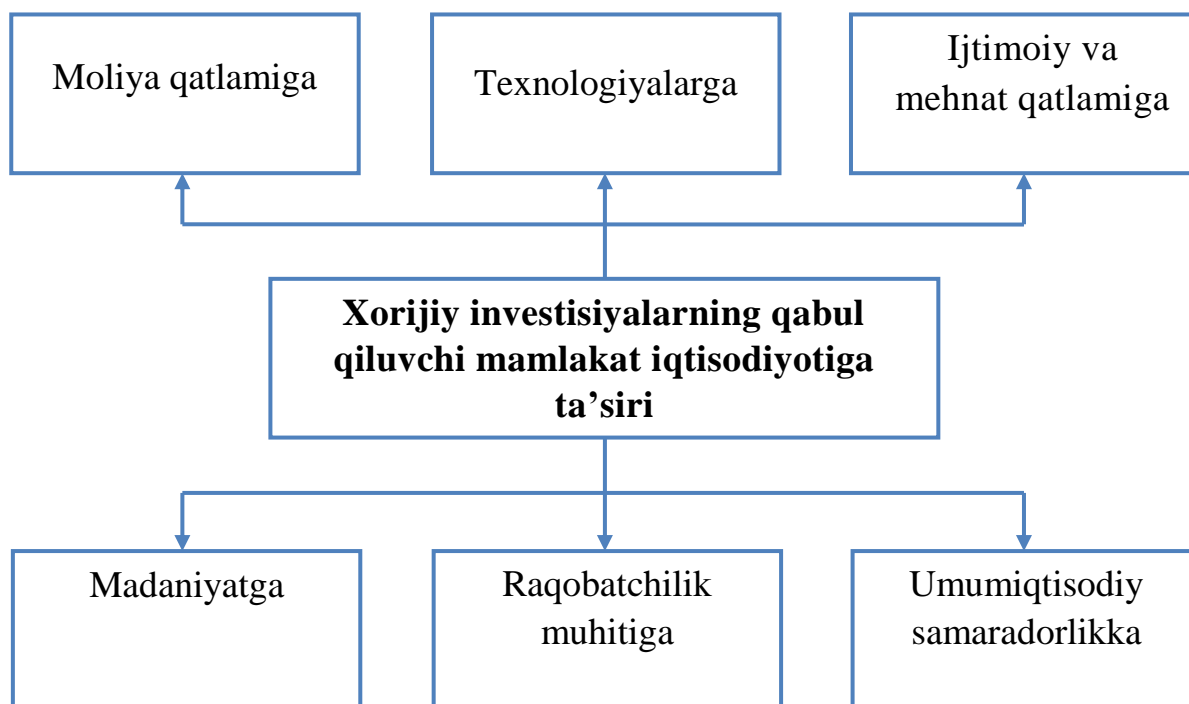 Moliya qatlamiga
Texnologiyalarga
Ijtimoiy va
mehnat qatlamiga
Xorijiy investisiyalarning qabul
qiluvchi mamlakat iqtisodiyotiga
ta’siri
Madaniyatga
Raqobatchilik
muhitiga
Umumiqtisodiy
samaradorlikka